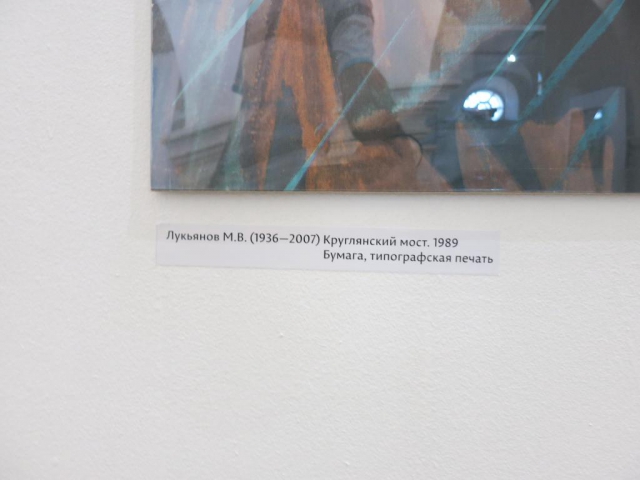 Лукьянов М.В. (1936—2007) Круглянский мост. 1989
Бумага, типографская печать